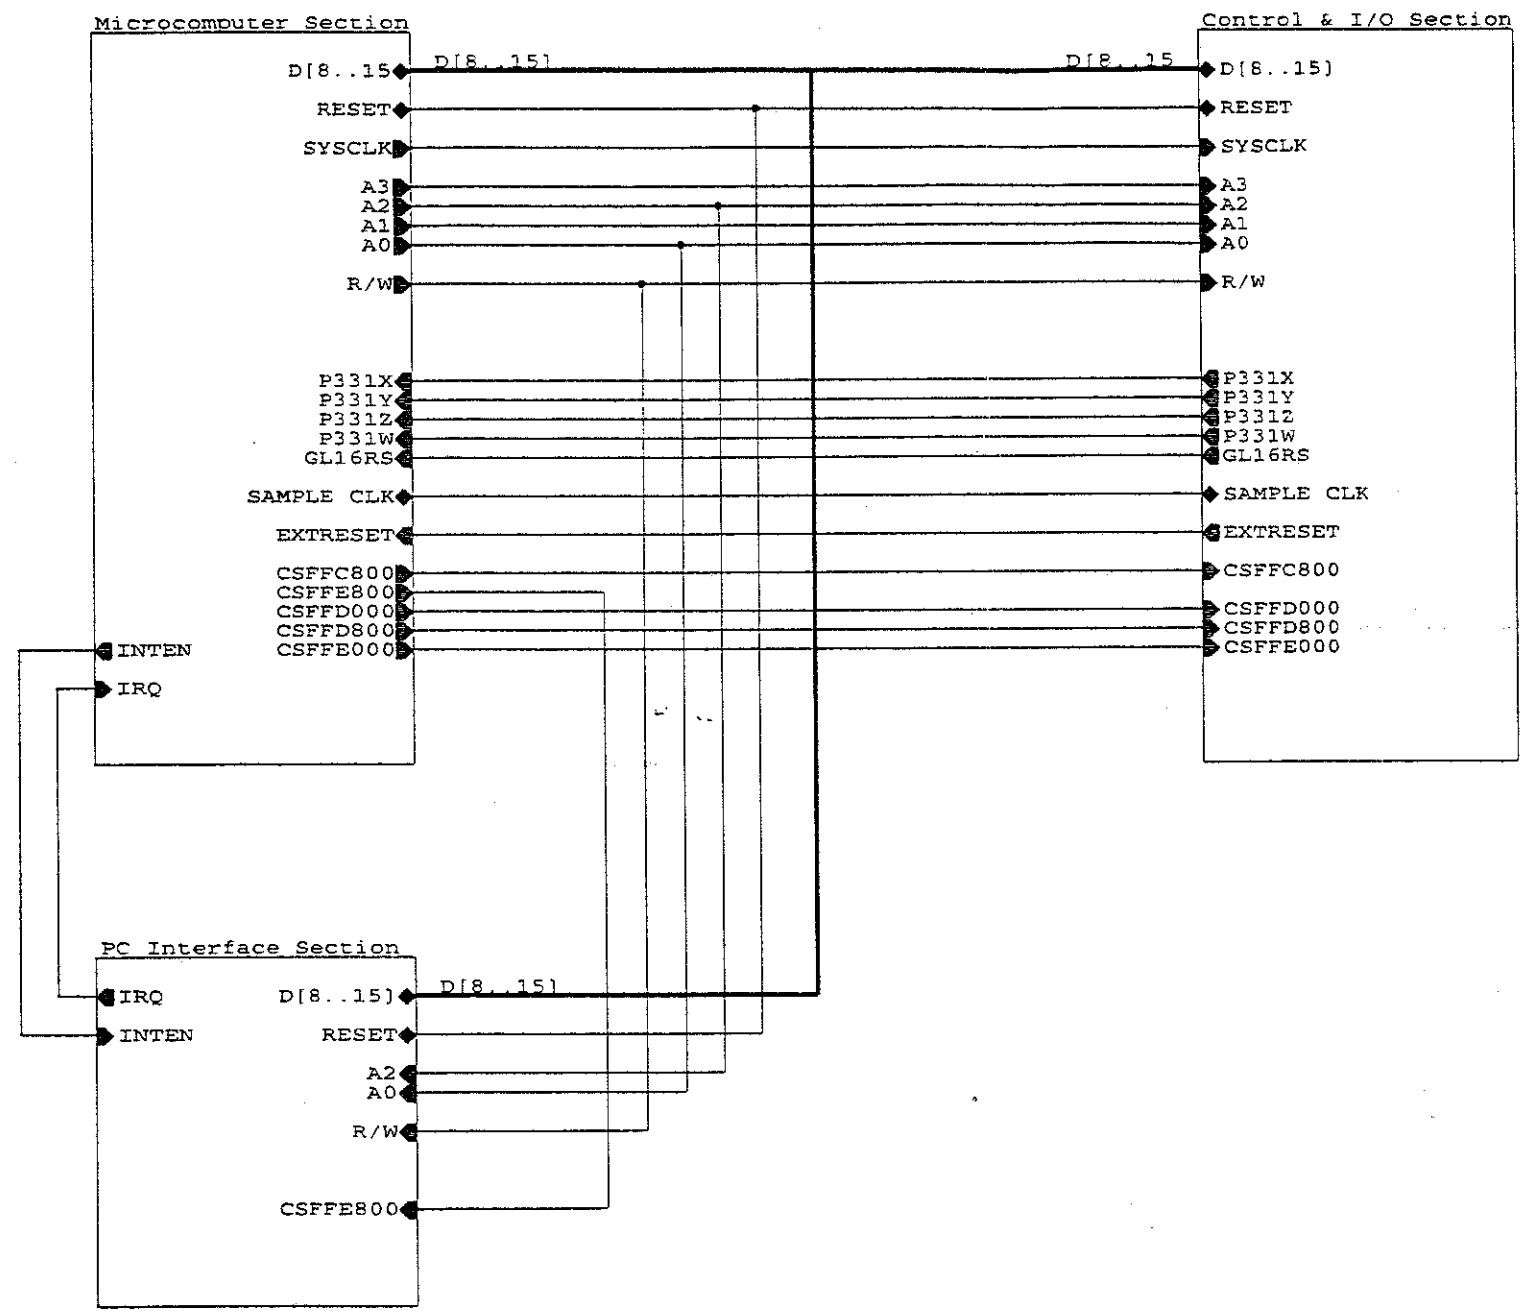 Microcomputer Section
D[8..15
RESET
SYSCLK
A3
A2
A1
A0
R/W
P331X
P331Y
P331Z
P331W
GL16RS
SAMPLE CLK
EXTRESET
CSFFC800
CSFFE800
CSFFD000
CSFFD800
CSFFE000
INTEN
IRQ
D[8..15]
D[8..15
Control & I/O Section
D[8..15]
RESET
SYSCLK
A3
A2
A1
A0
R/W
P331X
P331Y
P331Z
P331W
GL16RS
SAMPLE CLK
EXTRESET
CSFFC800
CSFFD000
CSFFD800
CSFFE000
PC Interface Section
IRQ
INTEN
D[8..15]
RESET
A2
A0
R/W
CSFFE800
D[8..15]